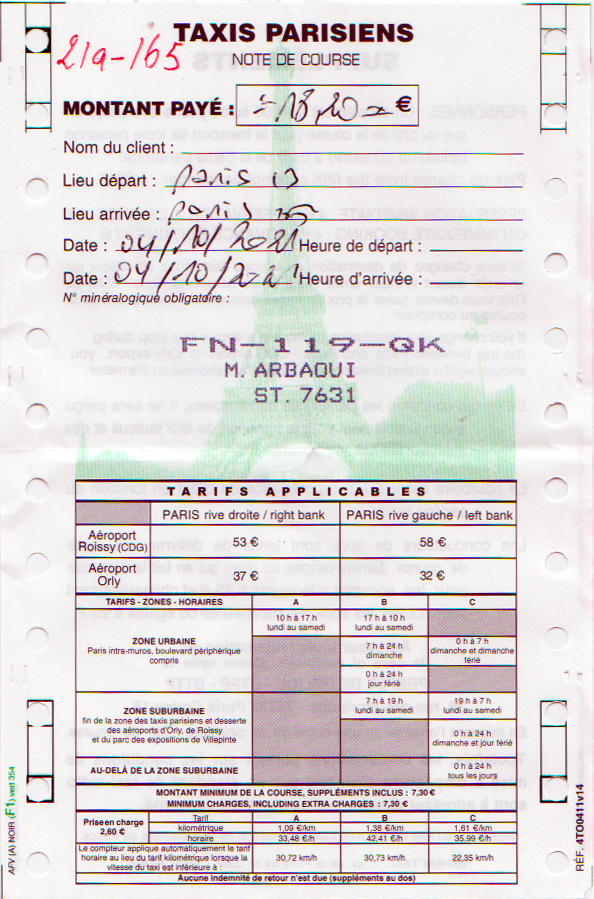 TAXIS PARISIENS
21a-165
NOTE DE COURSE
MONTANT PAYÉ : =18,20= €
Nom du client :
Lieu départ : Paris 13
Lieu arrivée : Paris 15
Date : 04/10/2021 Heure de départ :
Date : 04/10/2021 Heure d'arrivée :
N° minéralogique obligatoire :
FN-119-QK
M. ARBAOUI
ST. 7631
TARIFS APPLICABLES
PARIS rive droite / right bank PARIS rive gauche / left bank
Aéroport Roissy (CDG) 53 € 58 €
Aéroport Orly 37 € 32 €
TARIFS - ZONES - HORAIRES A B C
ZONE URBAINE
Paris intra-muros, boulevard périphérique compris
10 h à 17 h lundi au samedi
17 h à 10 h lundi au samedi
7 h à 24 h dimanche
0 h à 7 h dimanche et dimanche férié
0 h à 24 h jour férié
ZONE SUBURBAINE
fin de la zone des taxis parisiens et desserte
des aéroports d'Orly, de Roissy
et du parc des expositions de Villepinte
7 h à 19 h lundi au samedi
19 h à 7 h lundi au samedi
0 h à 24 h dimanche et jour férié
AU-DELÀ DE LA ZONE SUBURBAINE 0 h à 24 h tous les jours
MONTANT MINIMUM DE LA COURSE, SUPPLÉMENTS INCLUS : 7,30 €
MINIMUM CHARGES, INCLUDING EXTRA CHARGES : 7,30 €
Prise en charge 2,60 €
Tarif A B C
kilométrique 1,09 €/km 1,38 €/km 1,61 €/km
horaire 33,48 €/h 42,41 €/h 35,99 €/h
Le compteur applique automatiquement le tarif
horaire au lieu du tarif kilométrique lorsque la
vitesse du taxi est inférieure à :
30,72 km/h 30,73 km/h 22,35 km/h
Aucune indemnité de retour n'est due (suppléments au dos)
AFV (A) NOIR (F1) vert 354
RÉF. 4TO0411v14